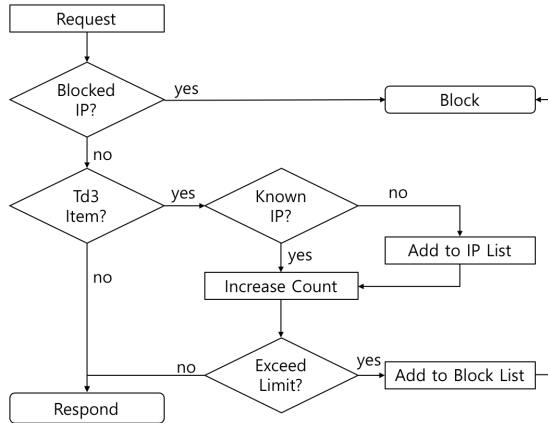 Request
Blocked
IP?
yes
Block
no
Td3
Item?
yes
Known
IP?
no
Add to IP List
yes
no
Increase Count
Exceed
Limit?
no
yes
Add to Block List
Respond